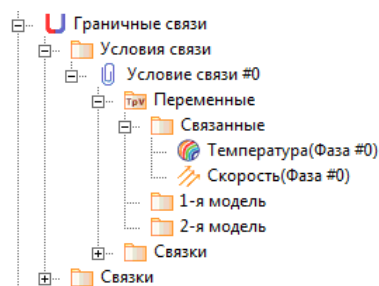 Граничные связи
Условия связи
Условие связи #0
TpV Переменные
Связанные
Температура(Фаза #0)
Скорость(Фаза #0)
1-я модель
2-я модель
Связки
Связки